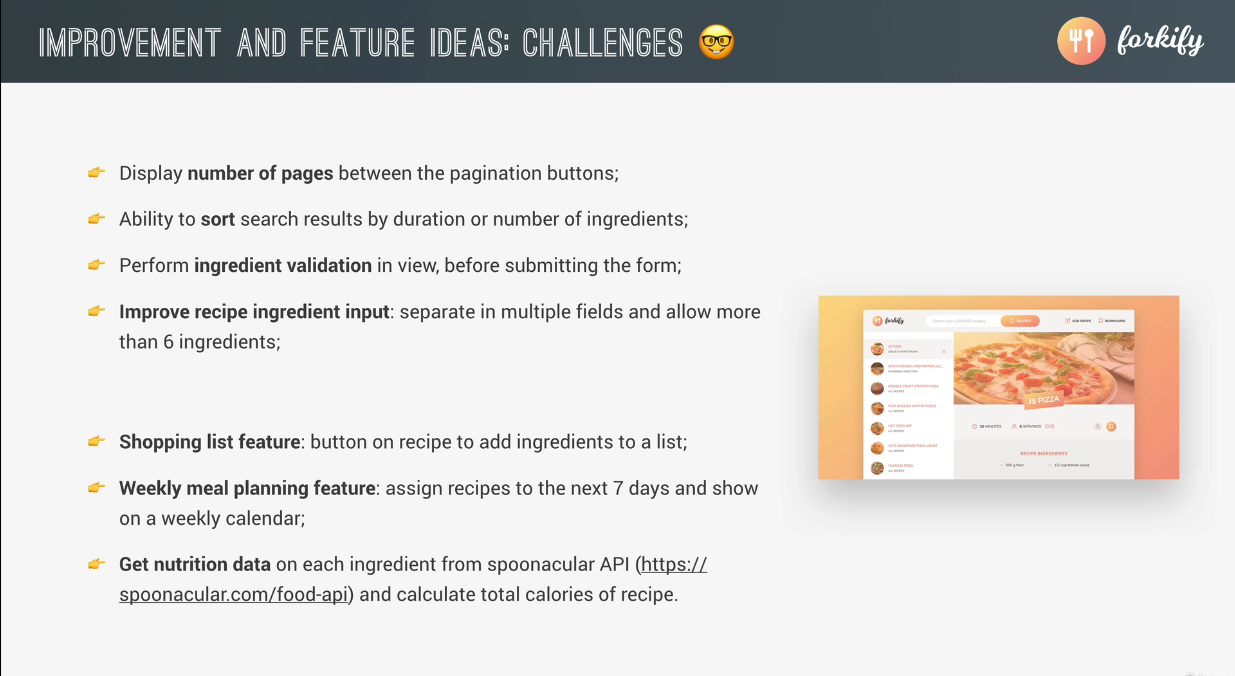 IMPROVEMENT AND FEATURE IDEAS: CHALLENGES 🤓
forkify
👉 Display number of pages between the pagination buttons;
👉 Ability to sort search results by duration or number of ingredients;
👉 Perform ingredient validation in view, before submitting the form;
👉 Improve recipe ingredient input: separate in multiple fields and allow more
than 6 ingredients;
👉 Shopping list feature: button on recipe to add ingredients to a list;
👉 Weekly meal planning feature: assign recipes to the next 7 days and show
on a weekly calendar;
👉 Get nutrition data on each ingredient from spoonacular API (https://
spoonacular.com/food-api) and calculate total calories of recipe.
forkify
SEARCH
ADD RECIPE
BOOKMARKS
JS PIZZA
JS PIZZA
MINUTES
SERVINGS
RECIPE INGREDIENTS